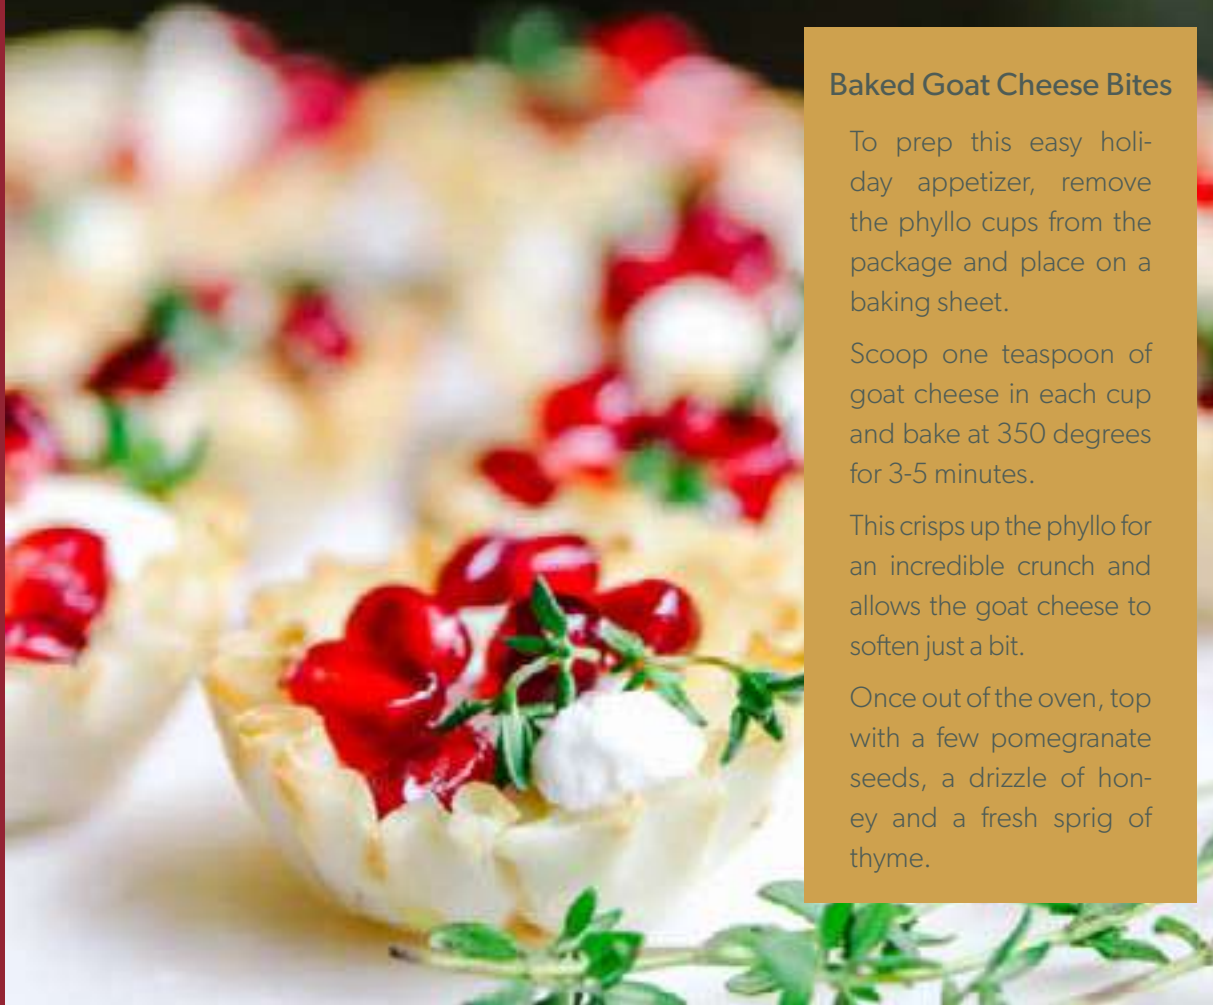 Baked Goat Cheese Bites
To prep this easy holi-
day appetizer, remove
the phyllo cups from the
package and place on a
baking sheet.
Scoop one teaspoon of
goat cheese in each cup
and bake at 350 degrees
for 3-5 minutes.
This crisps up the phyllo for
an incredible crunch and
allows the goat cheese to
soften just a bit.
Once out of the oven, top
with a few pomegranate
seeds, a drizzle of hon-
ey and a fresh sprig of
thyme.